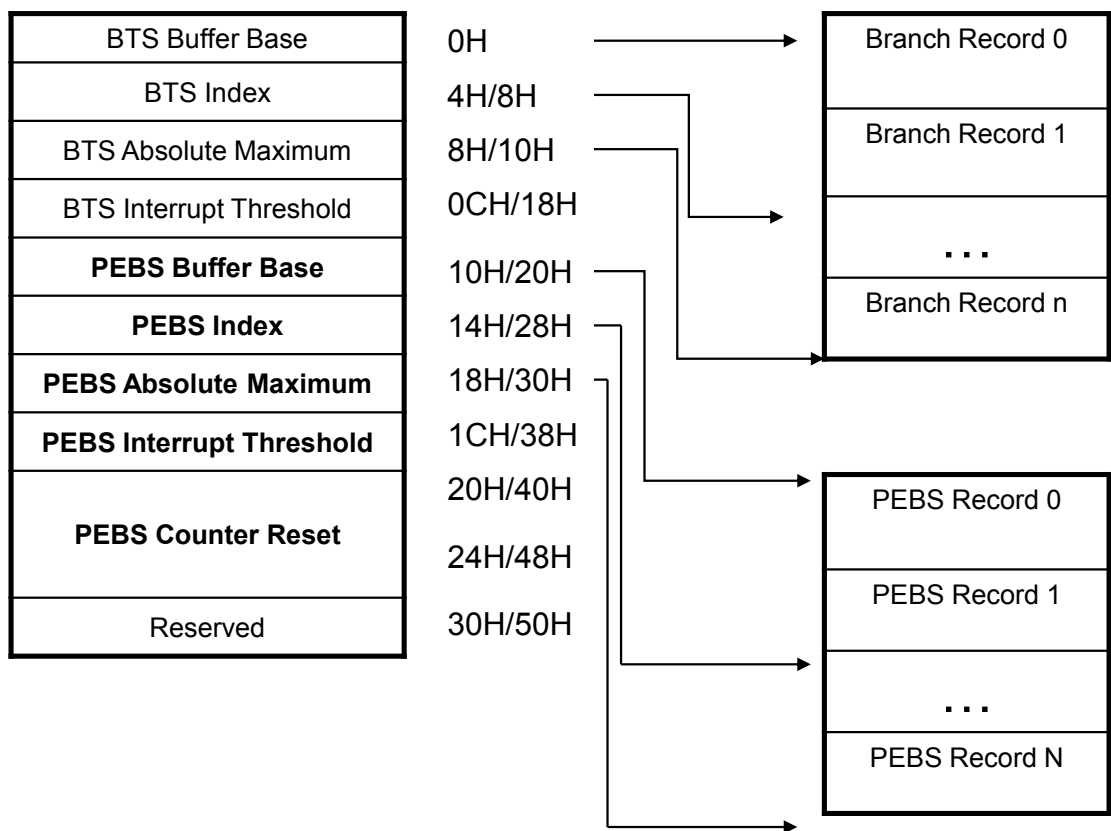 BTS Buffer Base 0H Branch Record 0
BTS Index 4H/8H
BTS Absolute Maximum 8H/10H Branch Record 1
BTS Interrupt Threshold 0CH/18H
PEBS Buffer Base 10H/20H ...
PEBS Index 14H/28H Branch Record n
PEBS Absolute Maximum 18H/30H
PEBS Interrupt Threshold 1CH/38H
20H/40H PEBS Record 0
PEBS Counter Reset
24H/48H
PEBS Record 1
Reserved 30H/50H
...
PEBS Record N